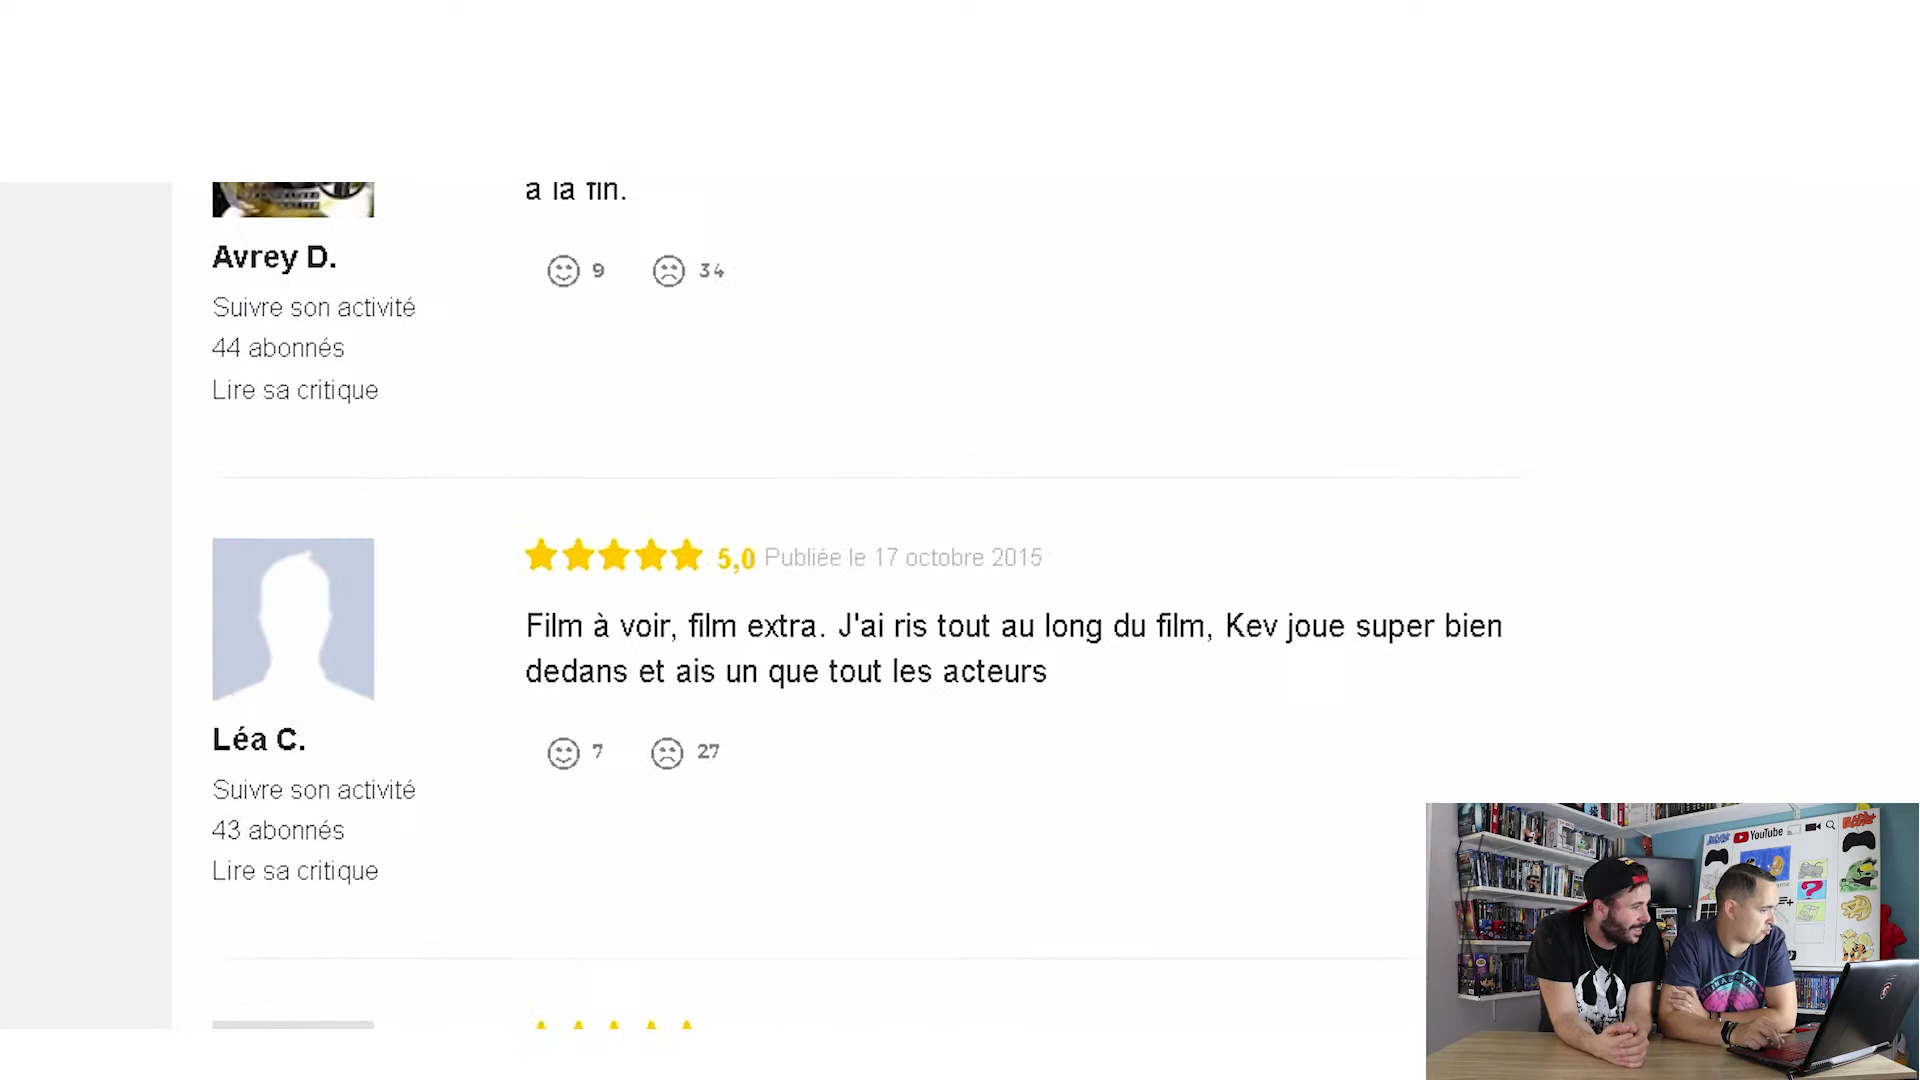 à la fin.
Avrey D.
9 34
Suivre son activité
44 abonnés
Lire sa critique
5,0 Publiée le 17 octobre 2015
Film à voir, film extra. J'ai ris tout au long du film, Kev joue super bien
dedans et ais un que tout les acteurs
Léa C.
7 27
Suivre son activité
43 abonnés
Lire sa critique
YouTube